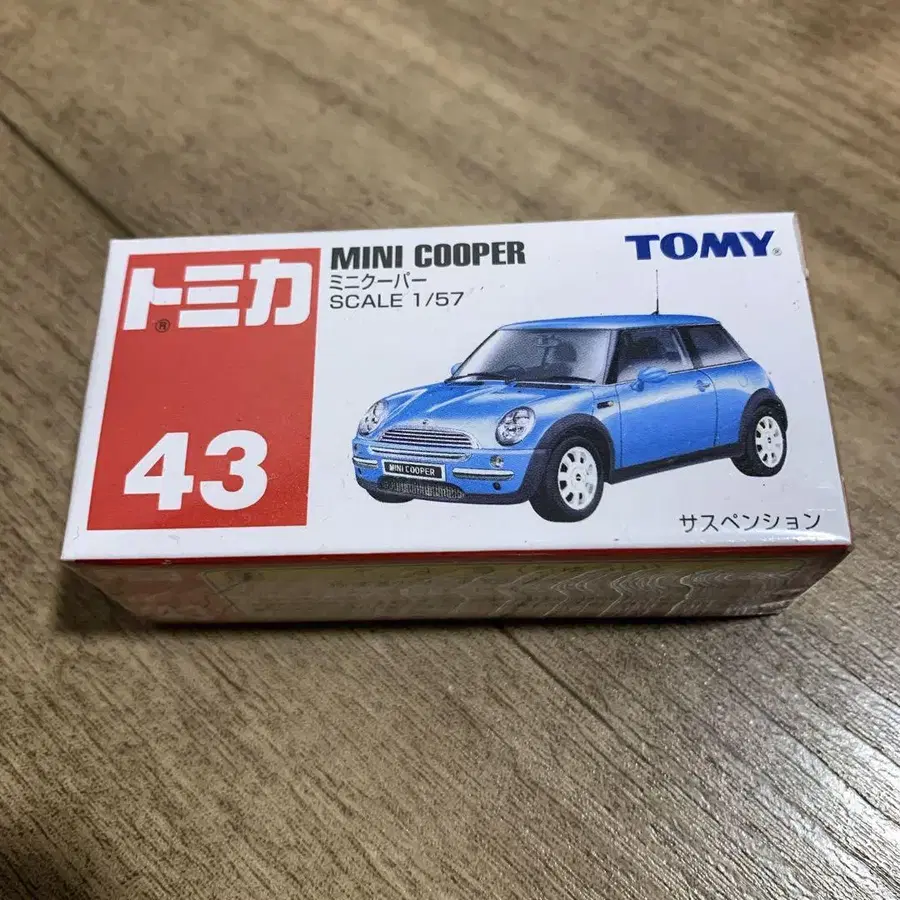 トミカ
®
43
MINI COOPER
ミニクーパー
SCALE 1/57
TOMY®
MINI COOPER
サスペンション